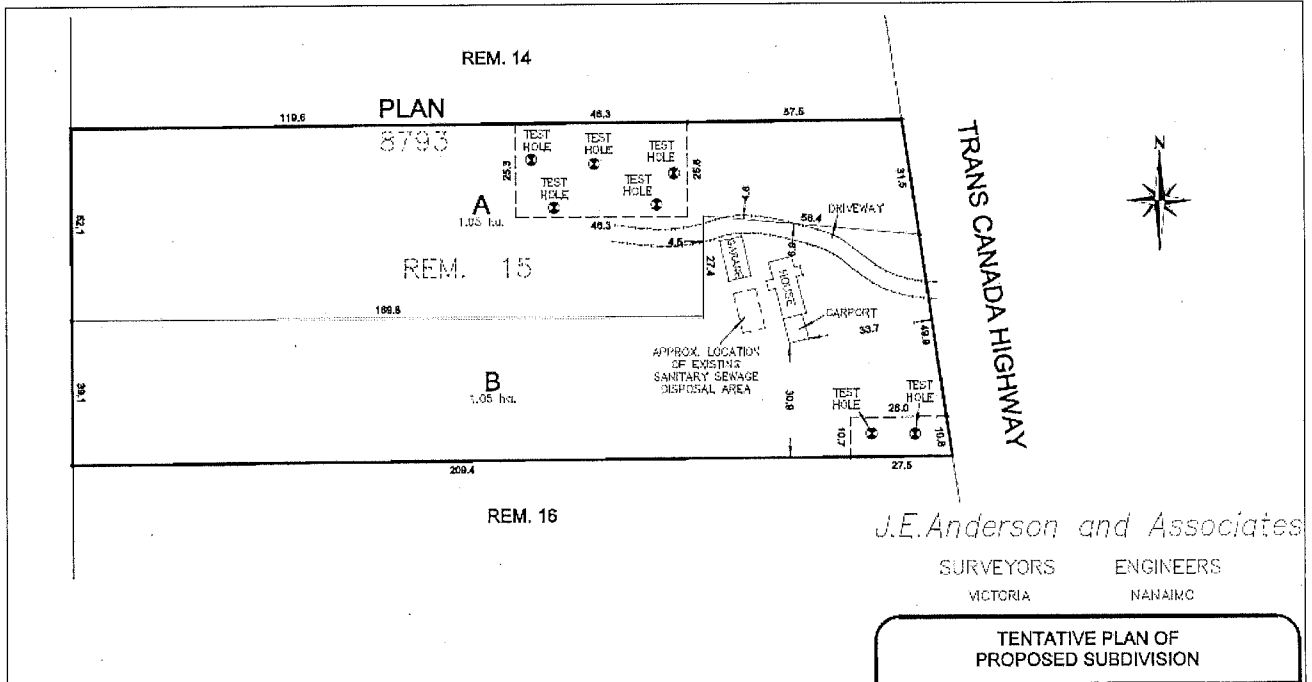 REM. 14
PLAN
8793
119.6
46.3
57.5
TEST
HOLE
TEST
HOLE
TEST
HOLE
TEST
HOLE
TEST
HOLE
25.3
25.6
46.3
A
1.05 ha.
REM. 15
52.1
31.5
TRANS CANADA HIGHWAY
N
58.4
DRIVEWAY
4.5
27.4
GARAGE
HOUSE
CARPORT
33.7
49.9
169.8
APPROX. LOCATION
OF EXISTING
SANITARY SEWAGE
DISPOSAL AREA
B
1.05 ha.
39.1
30.9
TEST
HOLE
TEST
HOLE
26.0
10.7
10.8
209.4
27.5
REM. 16
J.E.Anderson and Associates
SURVEYORS ENGINEERS
VICTORIA NANAIMO
TENTATIVE PLAN OF
PROPOSED SUBDIVISION